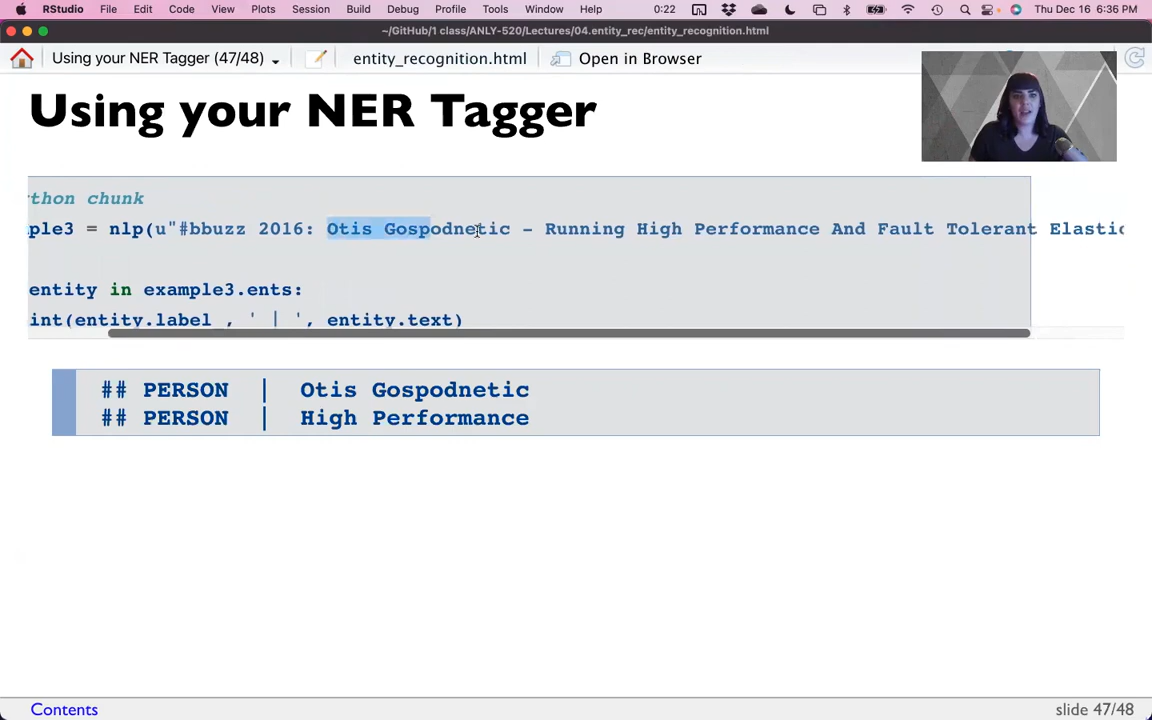 RStudio File Edit Code View Plots Session Build Debug Profile Tools Window Help 0:22 Thu Dec 16 6:36 PM
~/GitHub/1 class/ANLY-520/Lectures/04.entity_rec/entity_recognition.html
Using your NER Tagger (47/48) entity_recognition.html Open in Browser
Using your NER Tagger
thon chunk
ple3 = nlp(u"#bbuzz 2016: Otis Gospodnetic - Running High Performance And Fault Tolerant Elastic
entity in example3.ents:
int(entity.label , ' | ', entity.text)
## PERSON | Otis Gospodnetic
## PERSON | High Performance
Contents slide 47/48